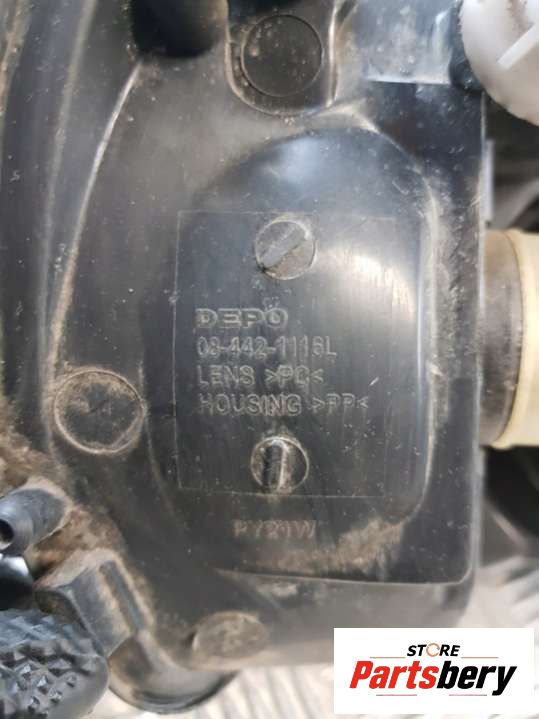 DEPO
08-442-1116L
LENS >PC<
HOUSING >PP<
PY21W
STORE
Partsbery